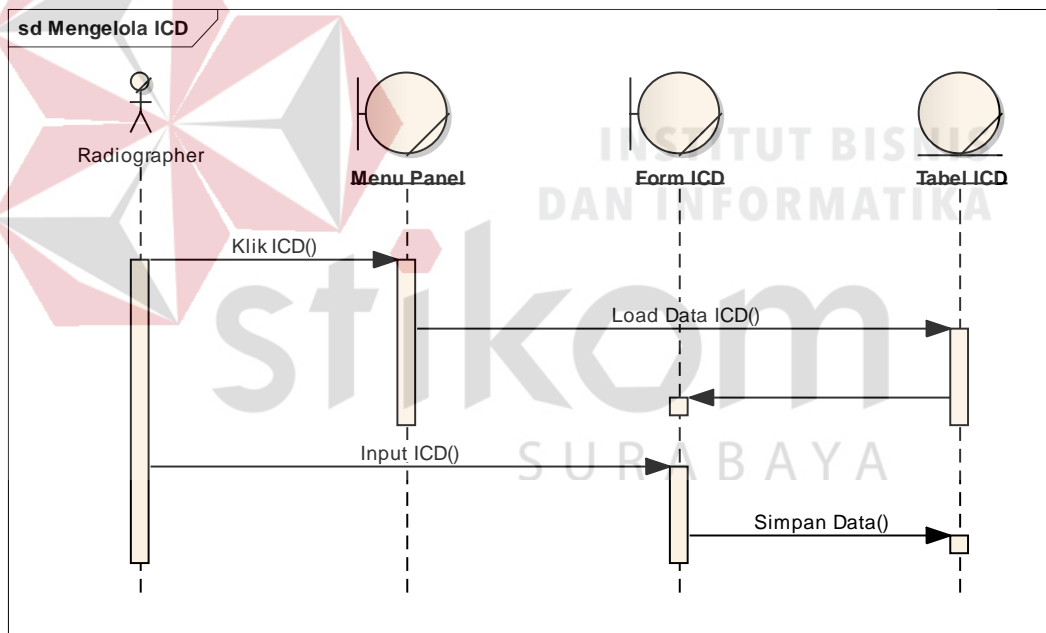 sd Mengelola ICD
Radiographer
Menu Panel
Form ICD
Tabel ICD
INSTITUT BISNIS
DAN INFORMATIKA
Klik ICD()
Load Data ICD()
stikom
Input ICD()
SURABAYA
Simpan Data()